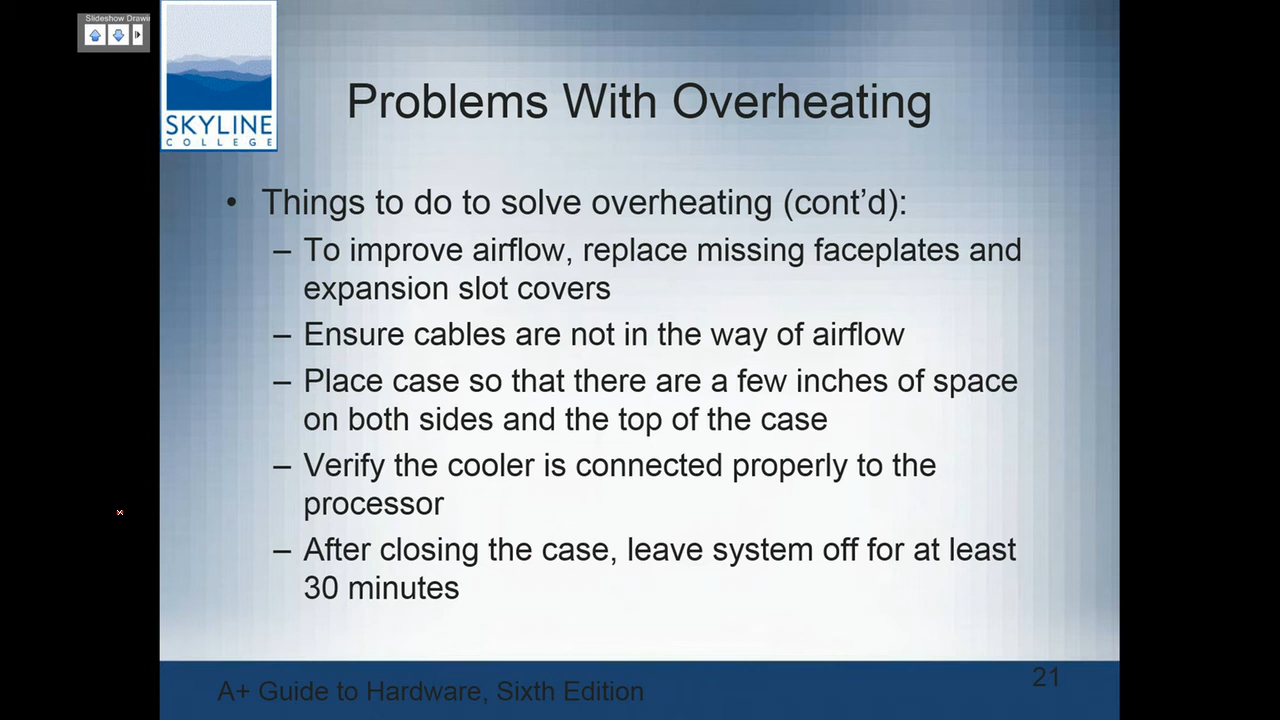 Slideshow Drawi
SKYLINE
COLLEGE
Problems With Overheating
• Things to do to solve overheating (cont’d):
– To improve airflow, replace missing faceplates and
expansion slot covers
– Ensure cables are not in the way of airflow
– Place case so that there are a few inches of space
on both sides and the top of the case
– Verify the cooler is connected properly to the
processor
– After closing the case, leave system off for at least
30 minutes
A+ Guide to Hardware, Sixth Edition
21